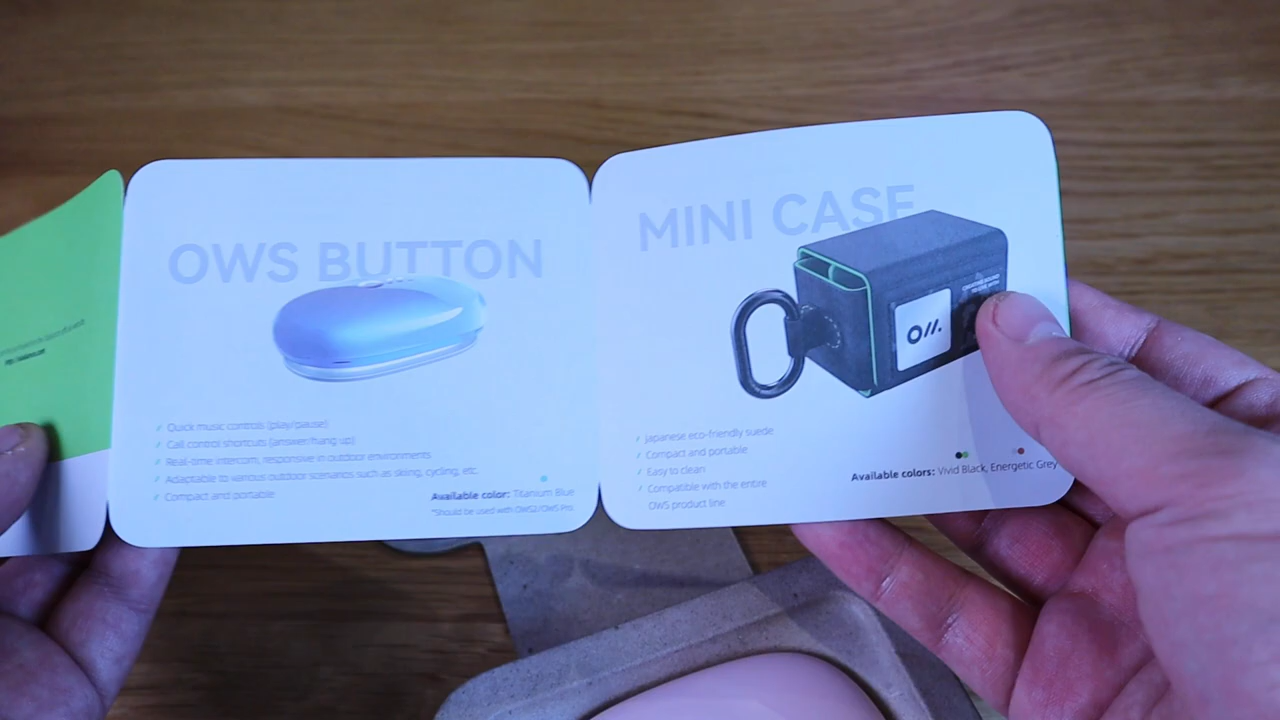 OWS BUTTON
Quick music controls (play/pause)
Call control shortcuts (answer/hang up)
Real-time intercom, responsive in outdoor environments
Adaptable to various outdoor scenarios such as skiing, cycling, etc
Compact and portable
Available color: Titanium Blue
*Should be used with OWS2/OWS Pro.
MINI CASE
CREATIVE SOUND
Japanese eco-friendly suede
Compact and portable
Easy to clean
Compatible with the entire
OWS product line
Available colors: Vivid Black, Energetic Grey